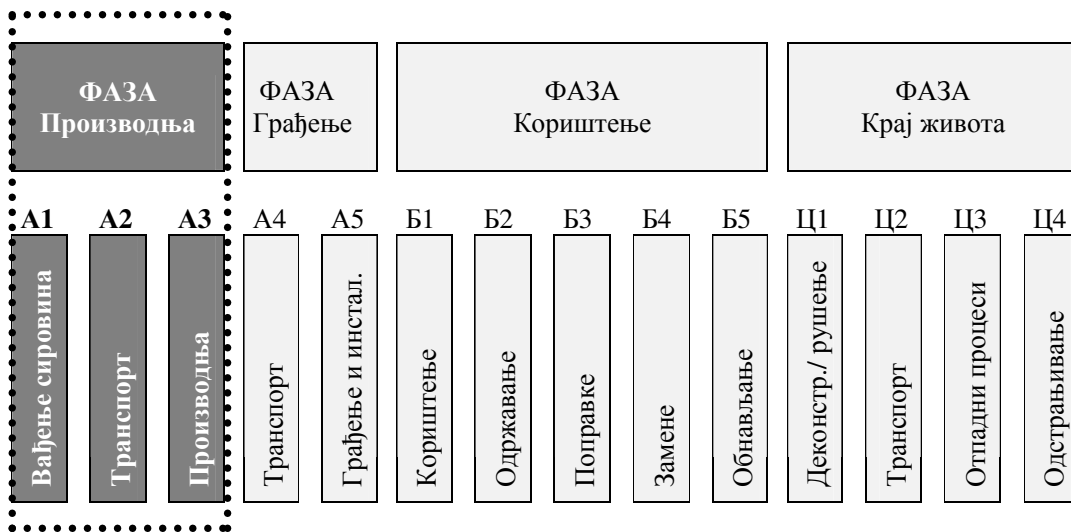 ФАЗА
Производња
ФАЗА
Грађење
ФАЗА
Кориштење
ФАЗА
Крај живота
А1
А2
А3
А4
А5
Б1
Б2
Б3
Б4
Б5
Ц1
Ц2
Ц3
Ц4
Вађење сировина
Транспорт
Производња
Транспорт
Грађење и инстал.
Кориштење
Одржавање
Поправке
Замене
Обнављање
Деконстр./ рушење
Транспорт
Отпадни процеси
Одстрањивање